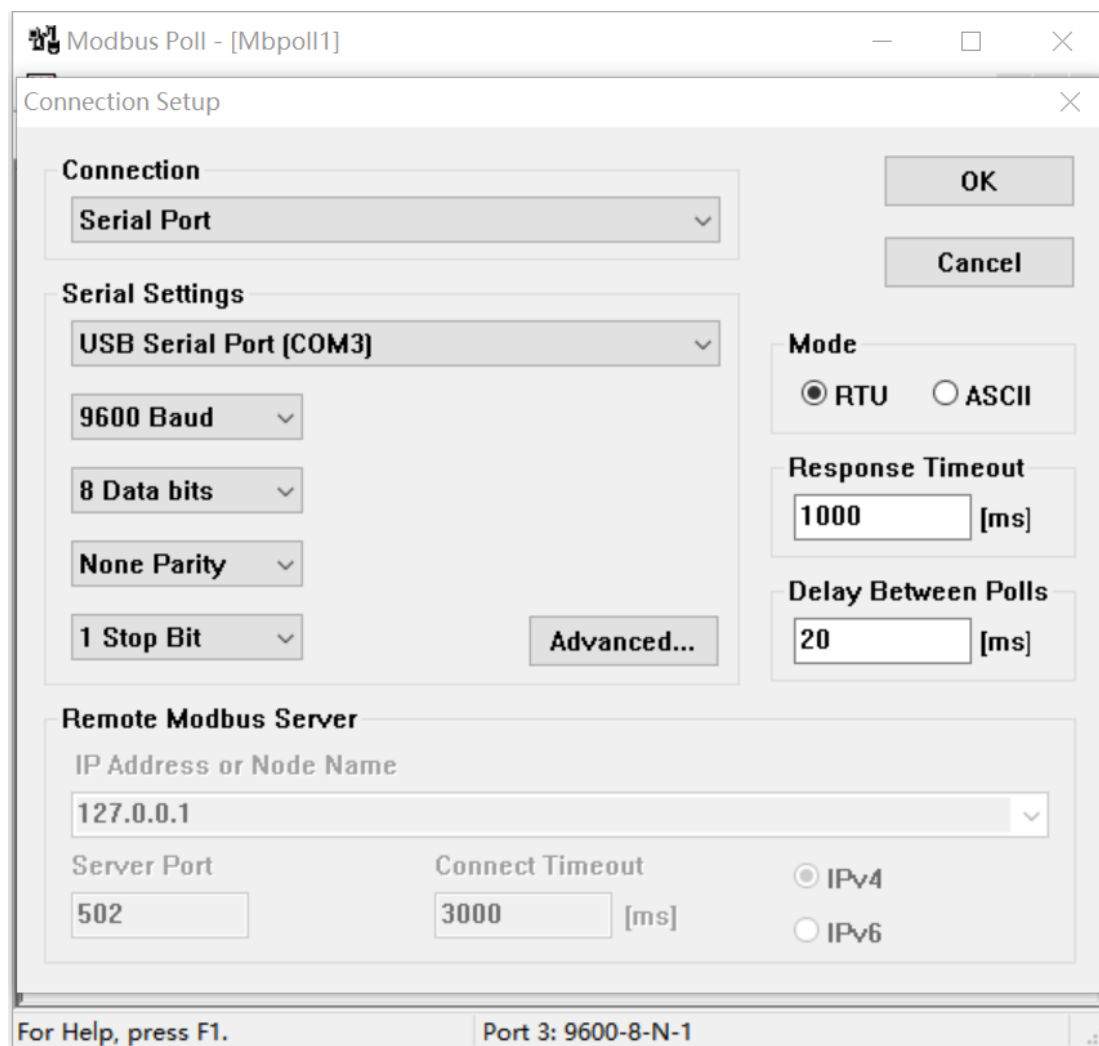 Modbus Poll - [Mbpoll1]
Connection Setup
Connection
Serial Port
OK
Cancel
Serial Settings
USB Serial Port (COM3)
9600 Baud
8 Data bits
None Parity
1 Stop Bit
Advanced...
Mode
RTU ASCII
Response Timeout
1000 [ms]
Delay Between Polls
20 [ms]
Remote Modbus Server
IP Address or Node Name
127.0.0.1
Server Port Connect Timeout
502 3000 [ms]
IPv4
IPv6
For Help, press F1. Port 3: 9600-8-N-1